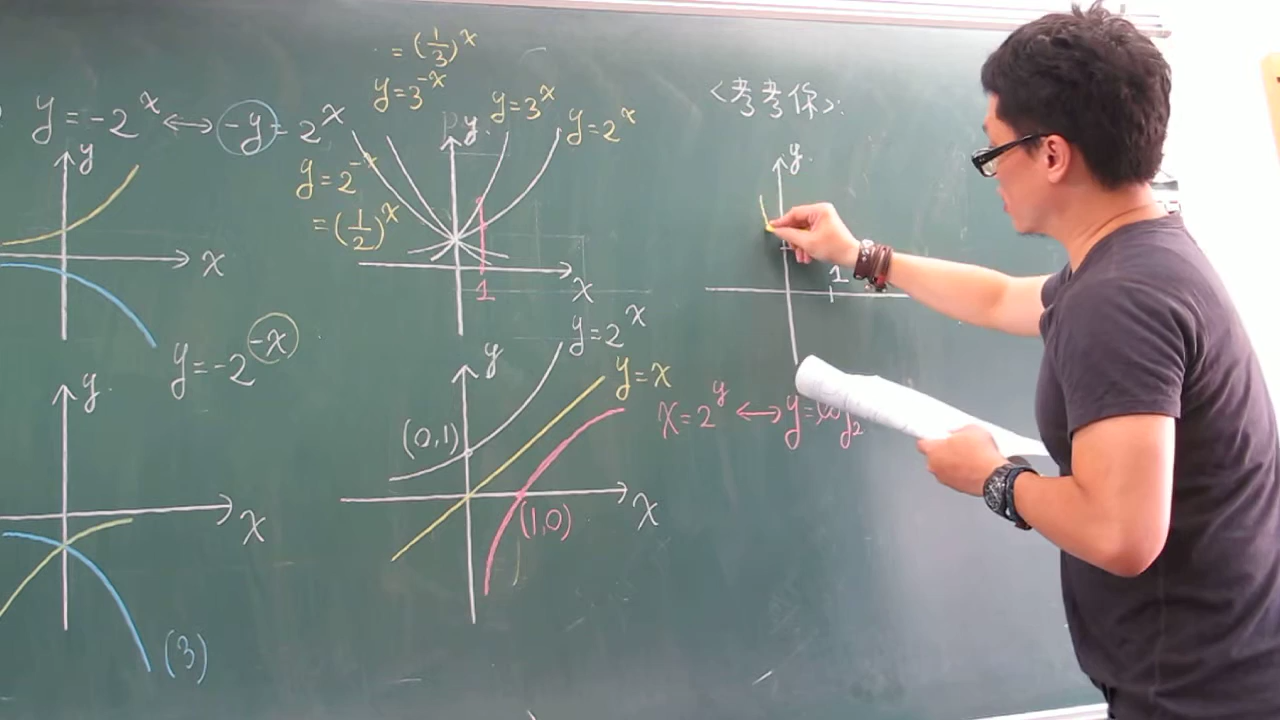 y=-2^x ↔ -y=2^x
y
x
y=-2^{-x}
y
x
(3)
=(1/3)^x
y=3^{-x}
y=3^x
y=2^x
y=2^{-x}
=(1/2)^x
y
x
1
y=2^x
y=x
y
(0,1)
(1,0)
x
x=2^y ↔ y=log_2
<考考你>:
y
1